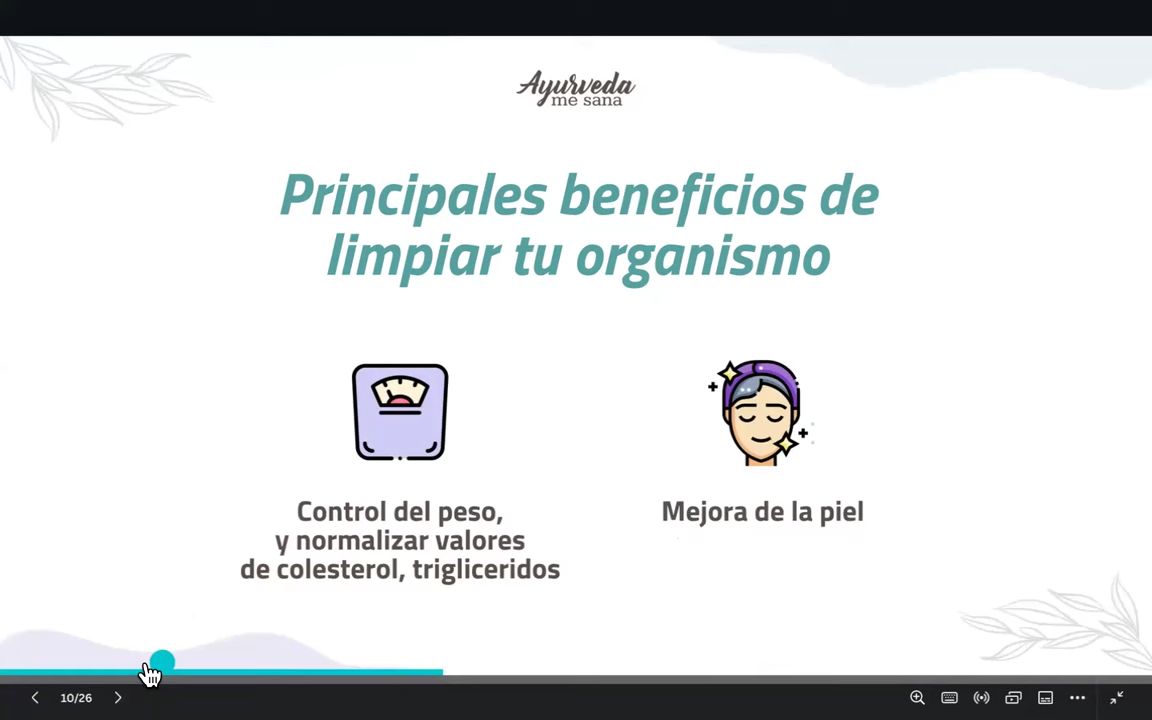 Ayurveda
me sana
Principales beneficios de
limpiar tu organismo
Control del peso,
y normalizar valores
de colesterol, trigliceridos
Mejora de la piel
10/26